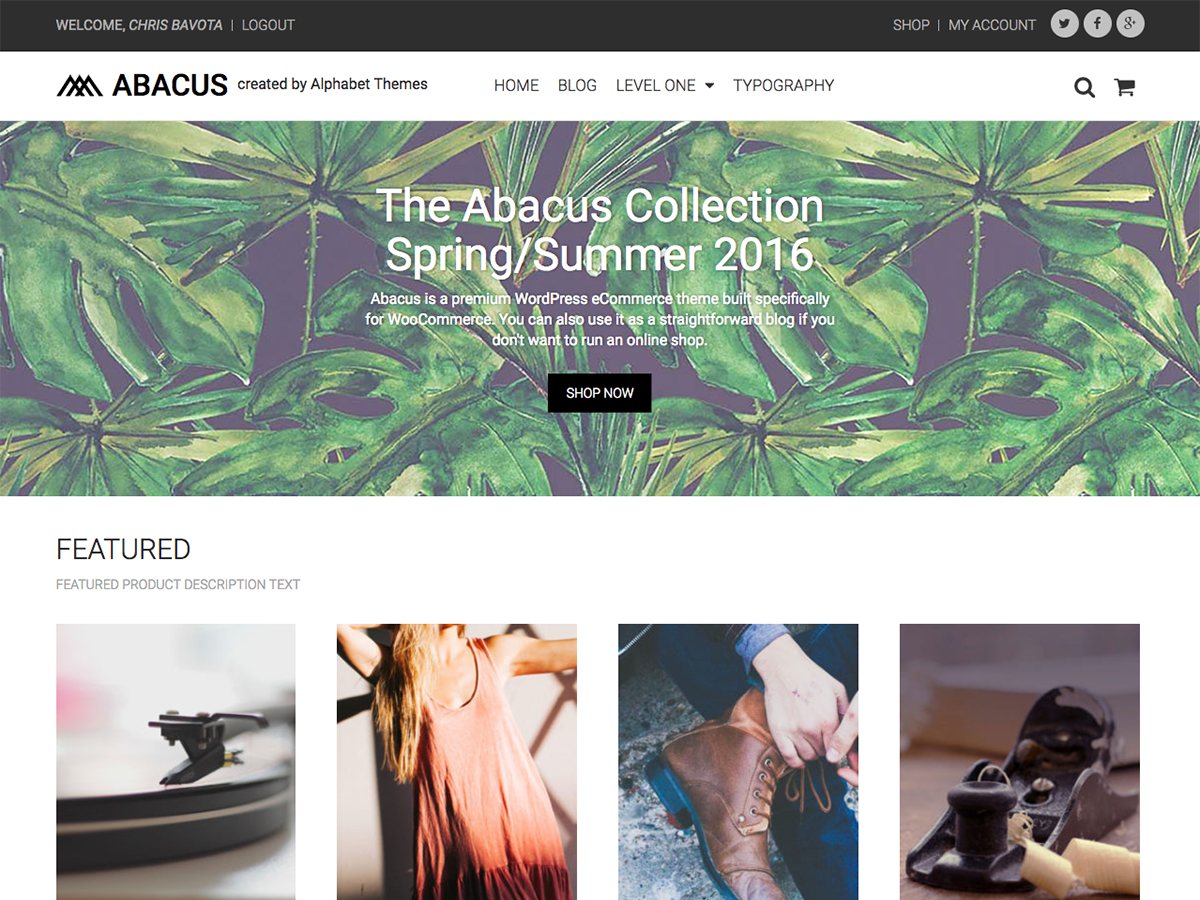 WELCOME, CHRIS BAVOTA | LOGOUT
SHOP | MY ACCOUNT
ABACUS created by Alphabet Themes
HOME BLOG LEVEL ONE TYPOGRAPHY
The Abacus Collection
Spring/Summer 2016
Abacus is a premium WordPress eCommerce theme built specifically
for WooCommerce. You can also use it as a straightforward blog if you
don't want to run an online shop.
SHOP NOW
FEATURED
FEATURED PRODUCT DESCRIPTION TEXT